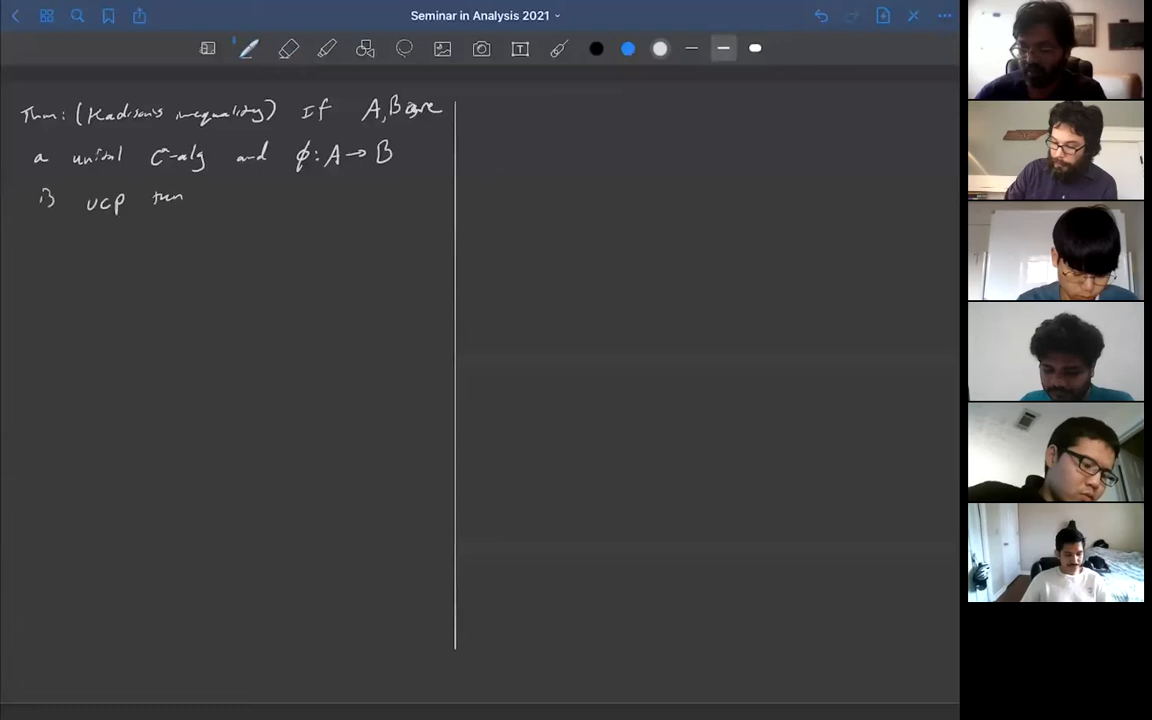 Seminar in Analysis 2021
Thm: (Kadison's inequality) If A, B are
a unital C*-alg and φ: A → B
is ucp then